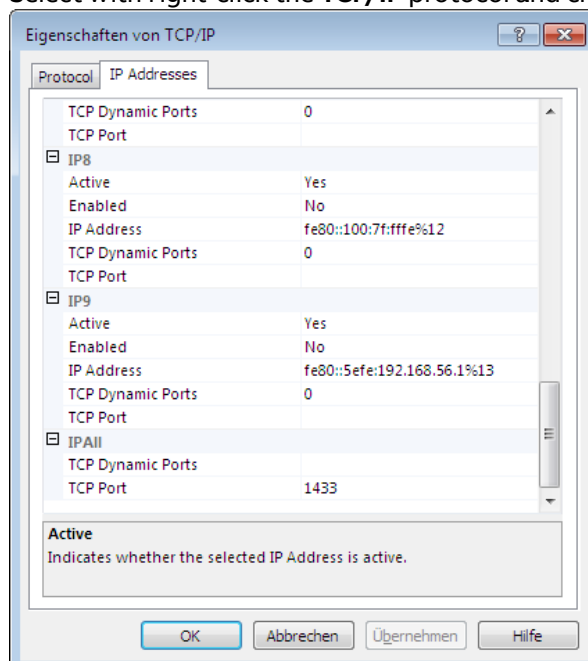 Select with right-click the TCP/IP protocol and c
Eigenschaften von TCP/IP
Protocol IP Addresses
TCP Dynamic Ports 0
TCP Port
IP8
Active Yes
Enabled No
IP Address fe80::100:7f:fffe%12
TCP Dynamic Ports 0
TCP Port
IP9
Active Yes
Enabled No
IP Address fe80::5efe:192.168.56.1%13
TCP Dynamic Ports 0
TCP Port
IPAll
TCP Dynamic Ports
TCP Port 1433
Active
Indicates whether the selected IP Address is active.
OK Abbrechen Übernehmen Hilfe